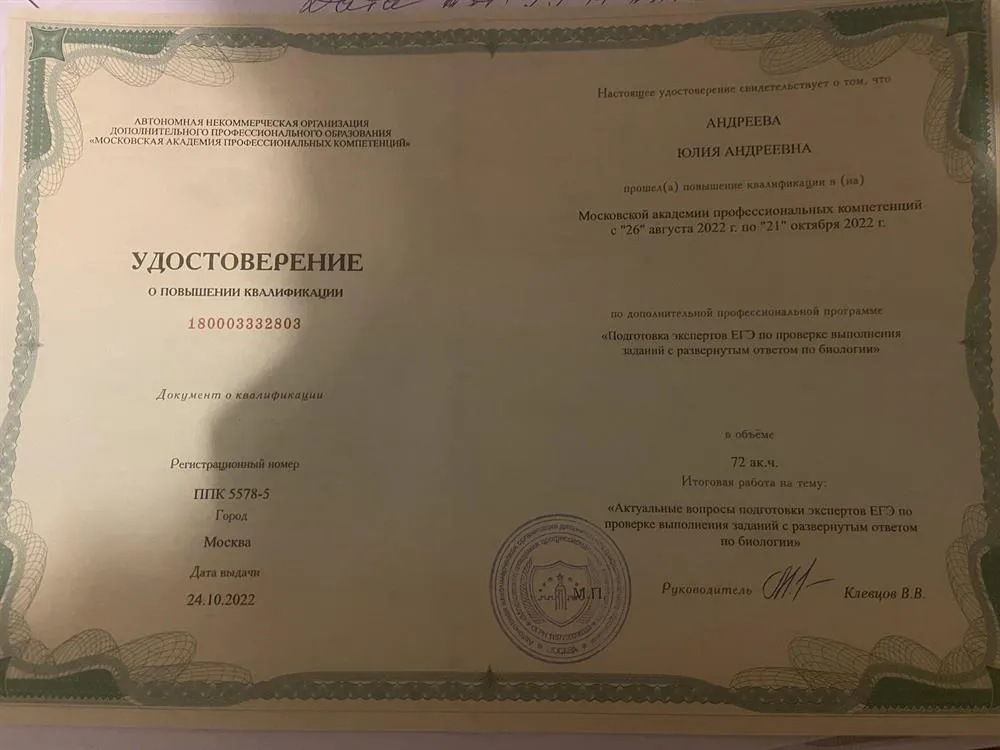 АВТОНОМНАЯ НЕКОММЕРЧЕСКАЯ ОРГАНИЗАЦИЯ
ДОПОЛНИТЕЛЬНОГО ПРОФЕССИОНАЛЬНОГО ОБРАЗОВАНИЯ
«МОСКОВСКАЯ АКАДЕМИЯ ПРОФЕССИОНАЛЬНЫХ КОМПЕТЕНЦИЙ»
УДОСТОВЕРЕНИЕ
О ПОВЫШЕНИИ КВАЛИФИКАЦИИ
180003332803
Документ о квалификации
Регистрационный номер
ППК 5578-5
Город
Москва
Дата выдачи
24.10.2022
Настоящее удостоверение свидетельствует о том, что
АНДРЕЕВА
ЮЛИЯ АНДРЕЕВНА
прошел(а) повышение квалификации в (на)
Московской академии профессиональных компетенций
с "26" августа 2022 г. по "21" октября 2022 г.
по дополнительной профессиональной программе
«Подготовка экспертов ЕГЭ по проверке выполнения
заданий с развернутым ответом по биологии»
в объёме
72 ак.ч.
Итоговая работа на тему:
«Актуальные вопросы подготовки экспертов ЕГЭ по
проверке выполнения заданий с развернутым ответом
по биологии»
М.П.
Руководитель
Клевцов В.В.
МОСКВА